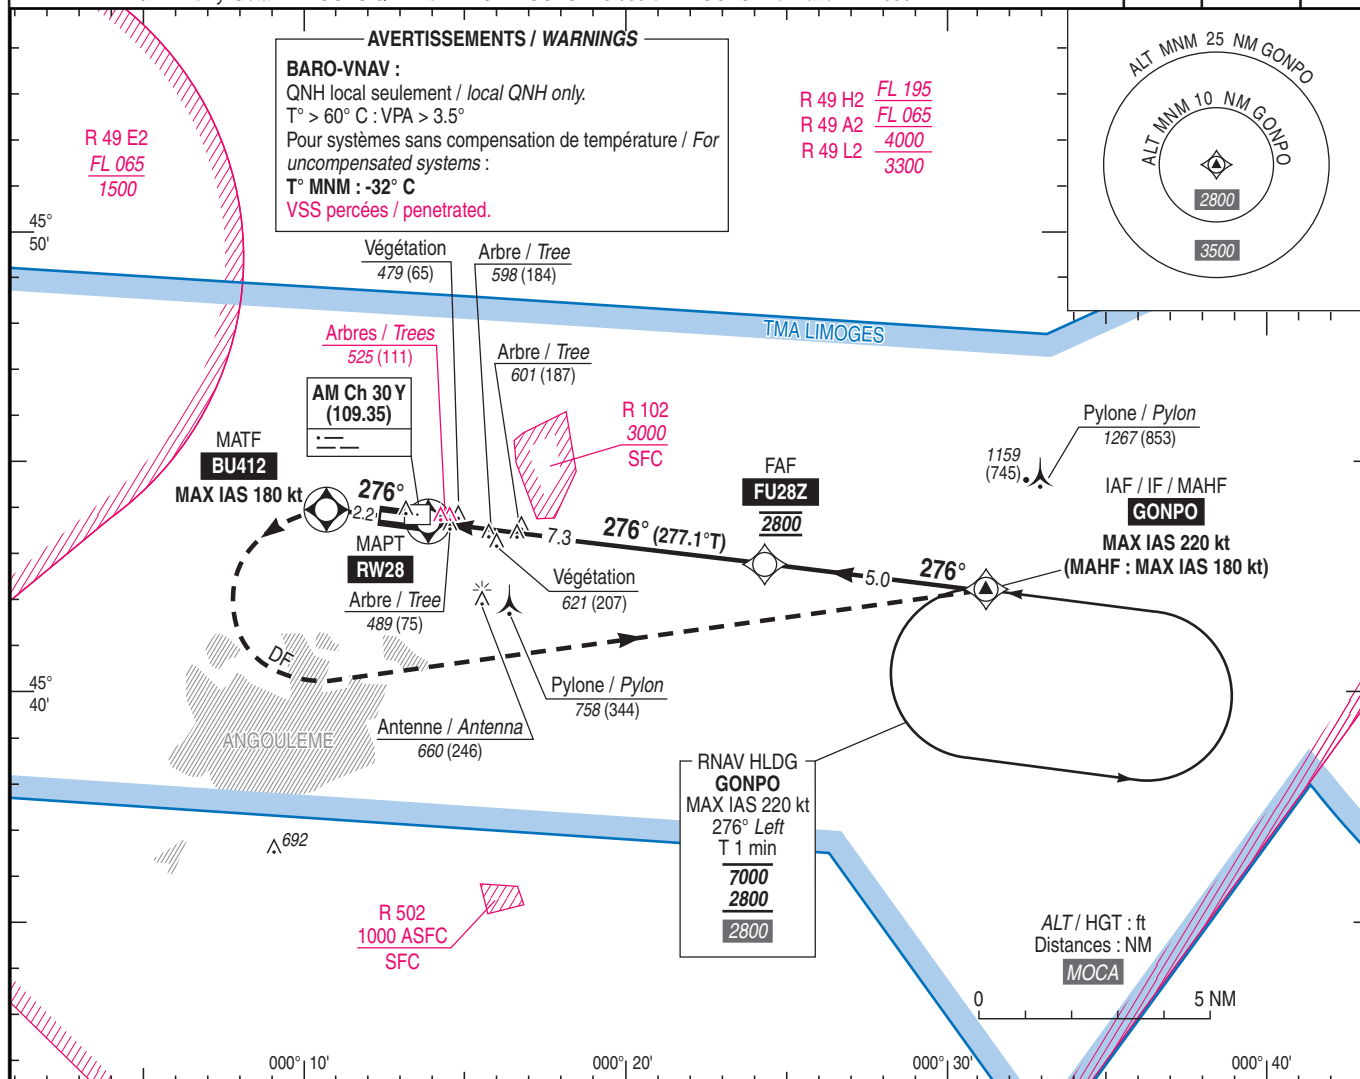 AVERTISSEMENTS / WARNINGS
BARO-VNAV :
QNH local seulement / local QNH only.
T° > 60° C : VPA > 3.5°
Pour systèmes sans compensation de température / For
uncompensated systems :
T° MNM : -32° C
VSS percées / penetrated.
R 49 E2
FL 065
1500
R 49 H2 FL 195
R 49 A2 FL 065
R 49 L2 4000
3300
ALT MNM 25 NM GONPO
ALT MNM 10 NM GONPO
2800
3500
45°
50'
Végétation
479 (65)
Arbre / Tree
598 (184)
TMA LIMOGES
Arbres / Trees
525 (111)
Arbre / Tree
601 (187)
AM Ch 30 Y
(109.35)
R 102
3000
SFC
MATF
BU412
MAX IAS 180 kt
276°
2.2
MAPT
RW28
7.3
276° (277.1°T)
FAF
FU28Z
2800
5.0
276°
Pylone / Pylon
1267 (853)
1159
(745)
IAF / IF / MAHF
GONPO
MAX IAS 220 kt
(MAHF : MAX IAS 180 kt)
Arbre / Tree
489 (75)
Végétation
621 (207)
DF
Pylone / Pylon
758 (344)
Antenne / Antenna
660 (246)
45°
40'
ANGOULEME
692
RNAV HLDG
GONPO
MAX IAS 220 kt
276° Left
T 1 min
7000
2800
2800
R 502
1000 ASFC
SFC
ALT / HGT : ft
Distances : NM
MOCA
0 5 NM
000° 10'
000° 20'
000° 30'
000° 40'